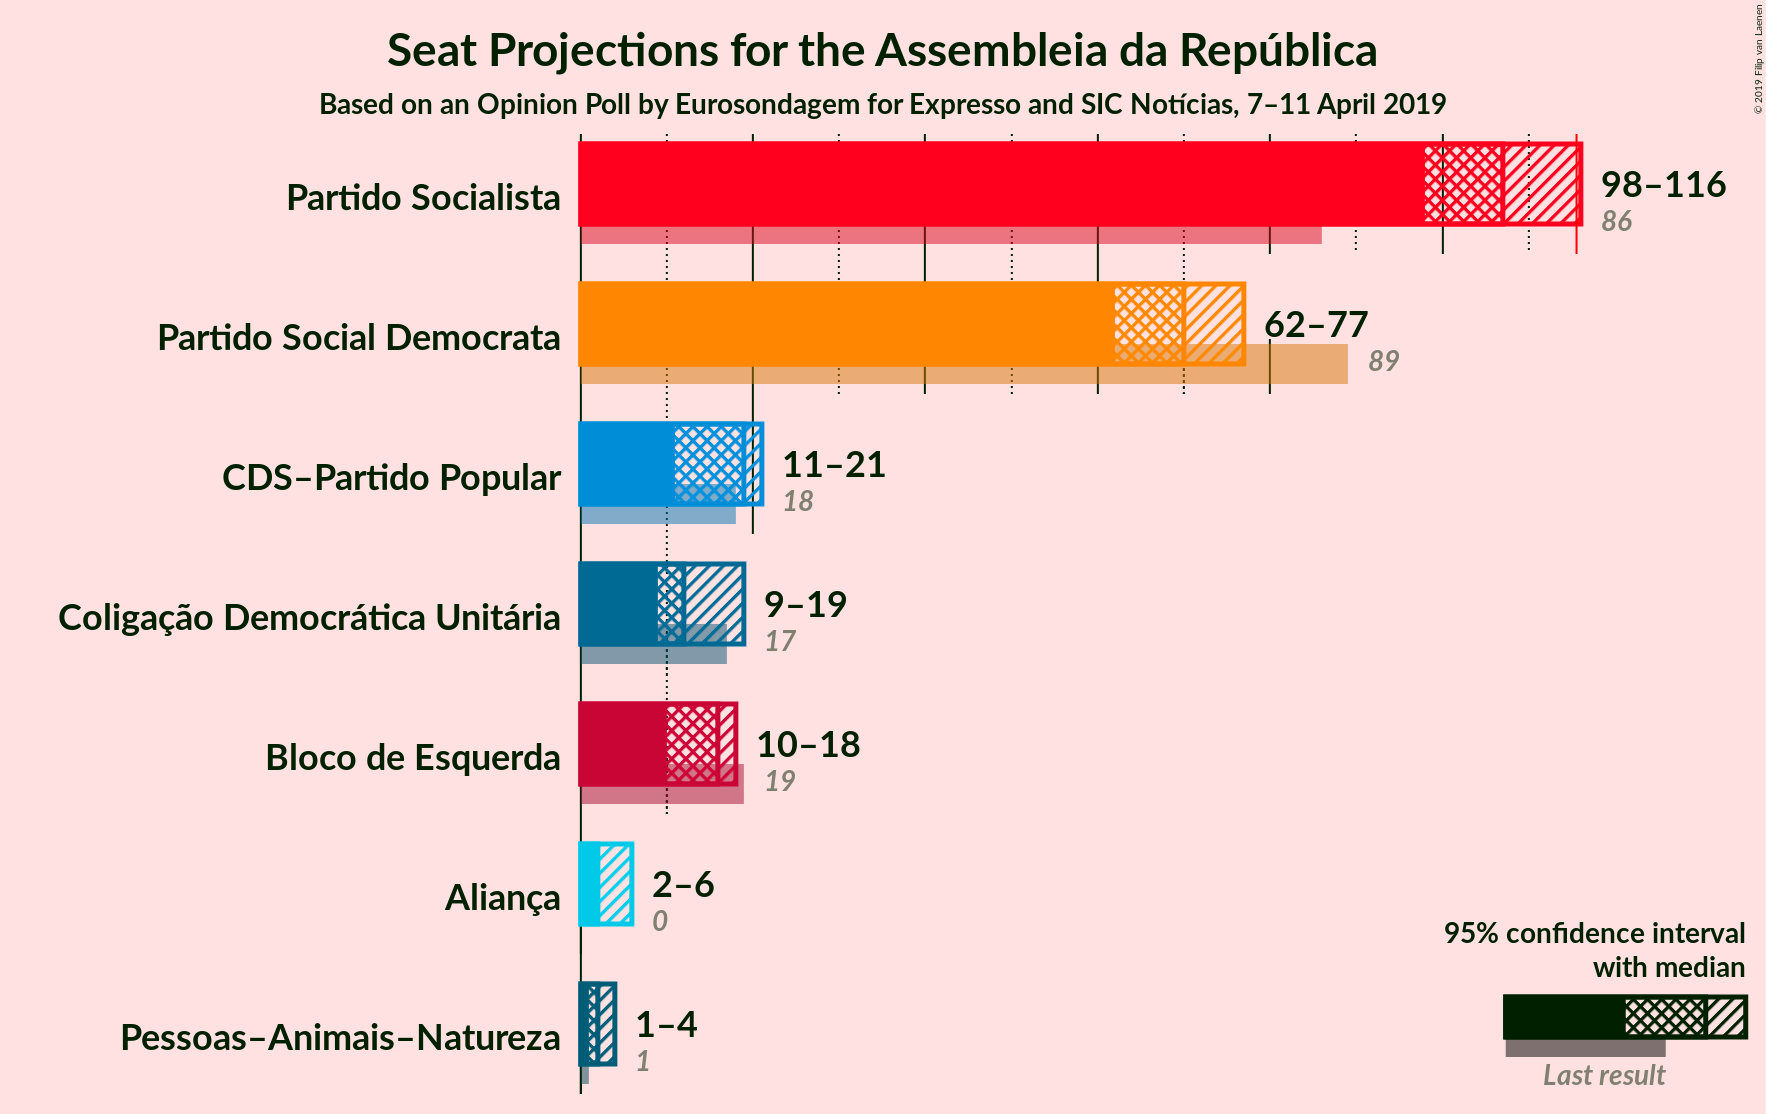 Seat Projections for the Assembleia da República
Based on an Opinion Poll by Eurosondagem for Expresso and SIC Notícias, 7–11 April 2019
© 2019 Filip van Laenen
Partido Socialista
98–116
86
Partido Social Democrata
62–77
89
CDS–Partido Popular
11–21
18
Coligação Democrática Unitária
9–19
17
Bloco de Esquerda
10–18
19
Aliança
2–6
0
Pessoas–Animais–Natureza
1–4
1
95% confidence interval
with median
Last result